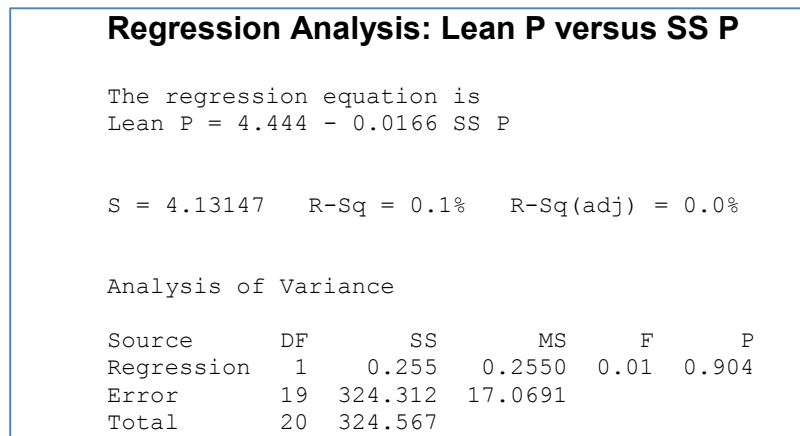 Regression Analysis: Lean P versus SS P
The regression equation is
Lean P = 4.444 - 0.0166 SS P
S = 4.13147   R-Sq = 0.1%   R-Sq(adj) = 0.0%
Analysis of Variance
Source      DF       SS       MS     F      P
Regression   1    0.255   0.2550  0.01  0.904
Error       19  324.312  17.0691
Total       20  324.567